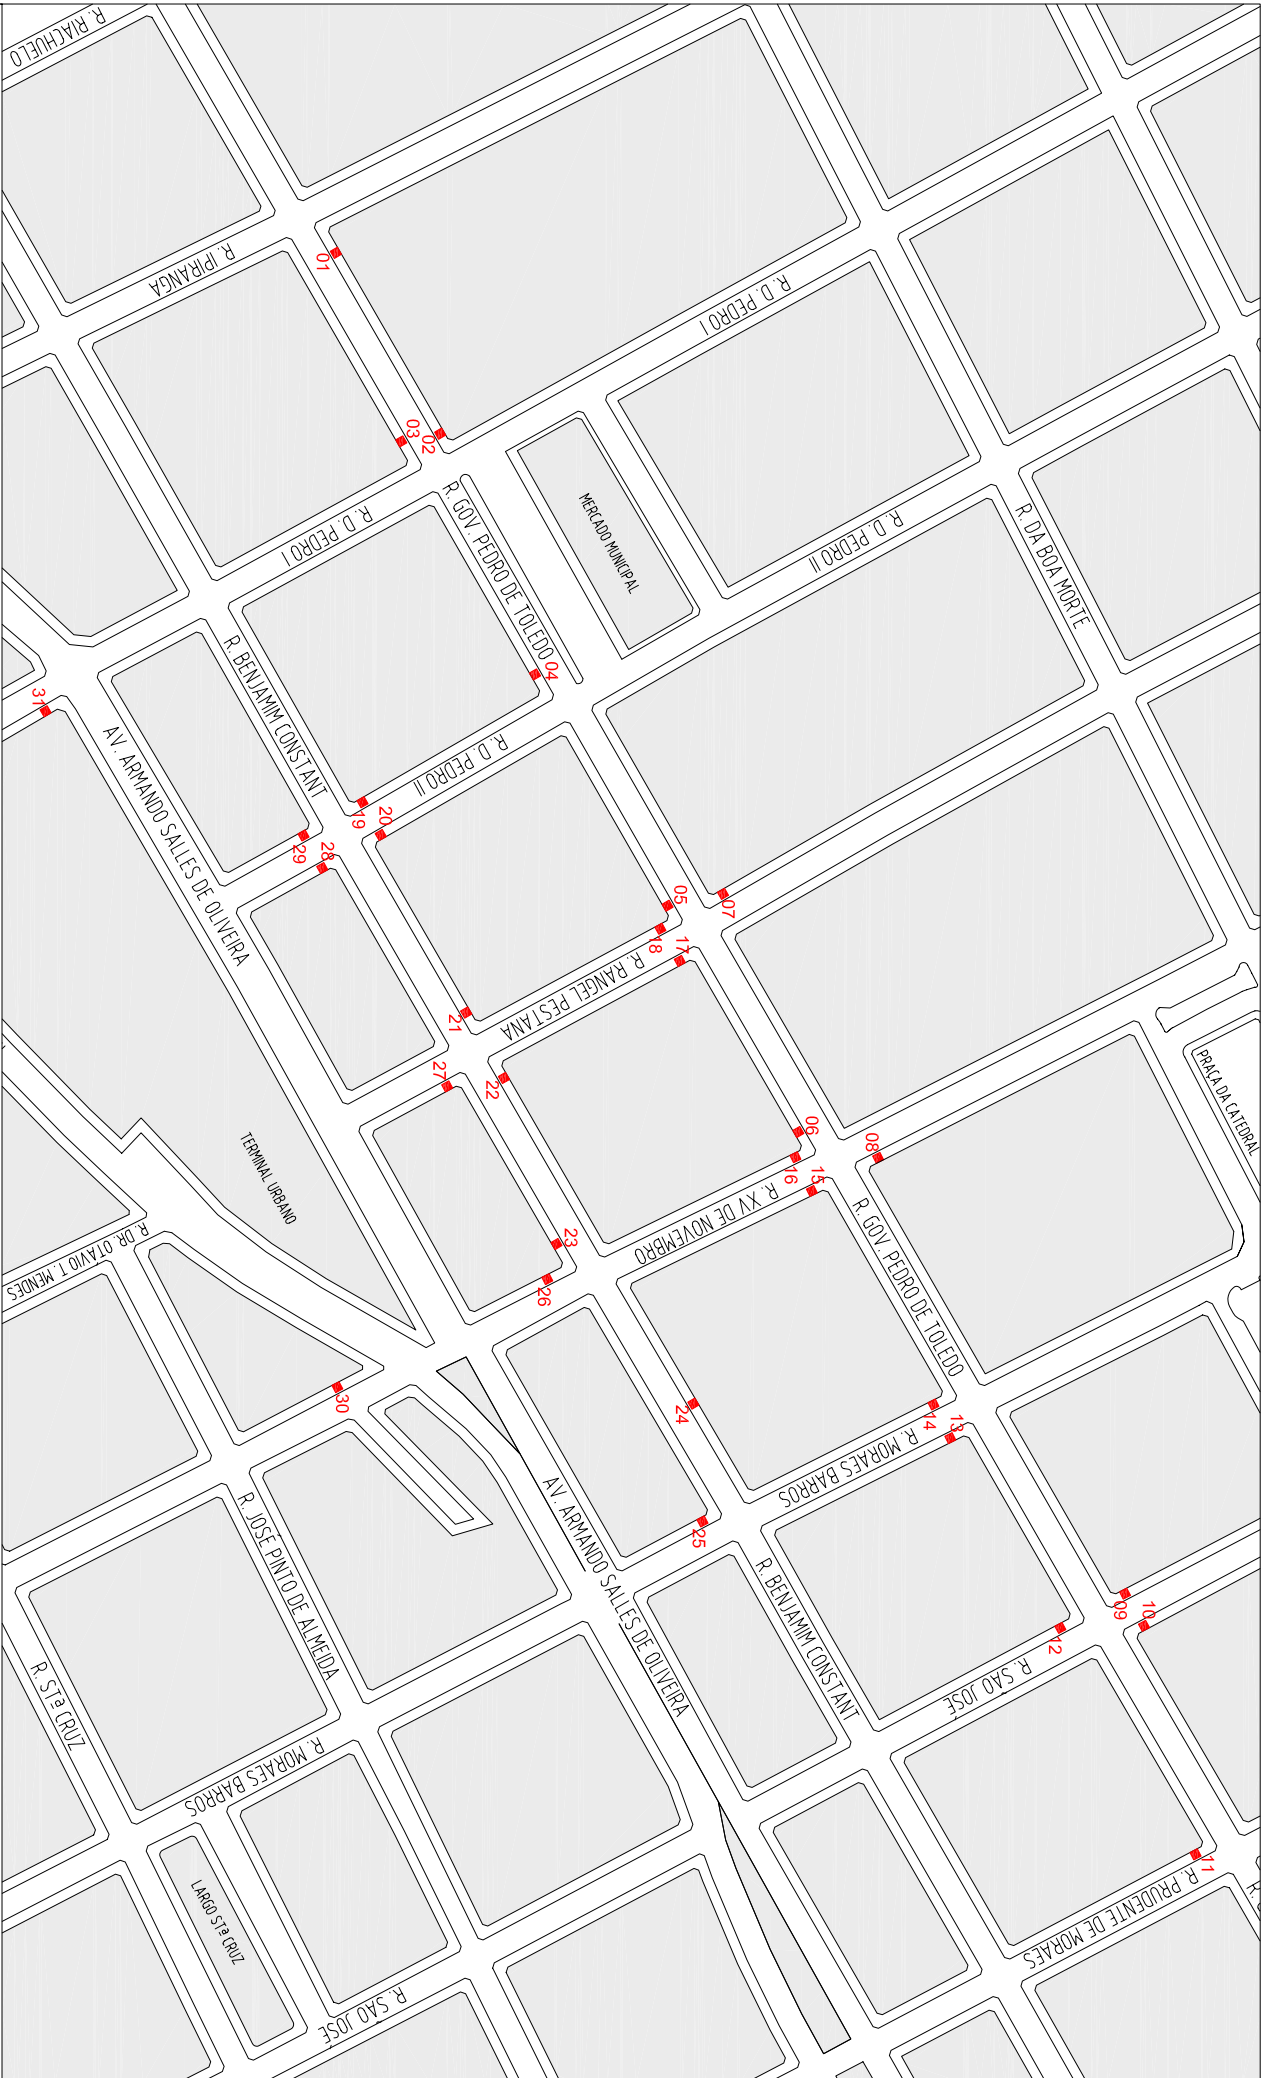 R. RIACHUELO
R. IPIRANGA
01
R. D. PEDRO I
03
02
R. D. PEDRO I
R. GOV. PEDRO DE TOLEDO
MERCADO MUNICIPAL
R. D. PEDRO II
R. DA BOA MORTE
04
31
R. BENJAMIM CONSTANT
AV. ARMANDO SALLES DE OLIVEIRA
R. D. PEDRO II
19
20
29
28
05
07
18
17
R. RANGEL PESTANA
21
27
22
PRAÇA DA CATEDRAL
TERMINAL URBANO
06
08
16
15
R. XV DE NOVEMBRO
R. GOV. PEDRO DE TOLEDO
R. DR. OTAVIO T. MENDES
23
26
30
24
14
13
R. MORAES BARROS
25
AV. ARMANDO SALLES DE OLIVEIRA
R. JOSÉ PINTO DE ALMEIDA
R. BENJAMIM CONSTANT
09
10
12
R. SÃO JOSÉ
R. STª CRUZ
R. MORAES BARROS
11
R. PRUDENTE DE MORAES
R.
LARGO STª CRUZ
R. SÃO JOSÉ